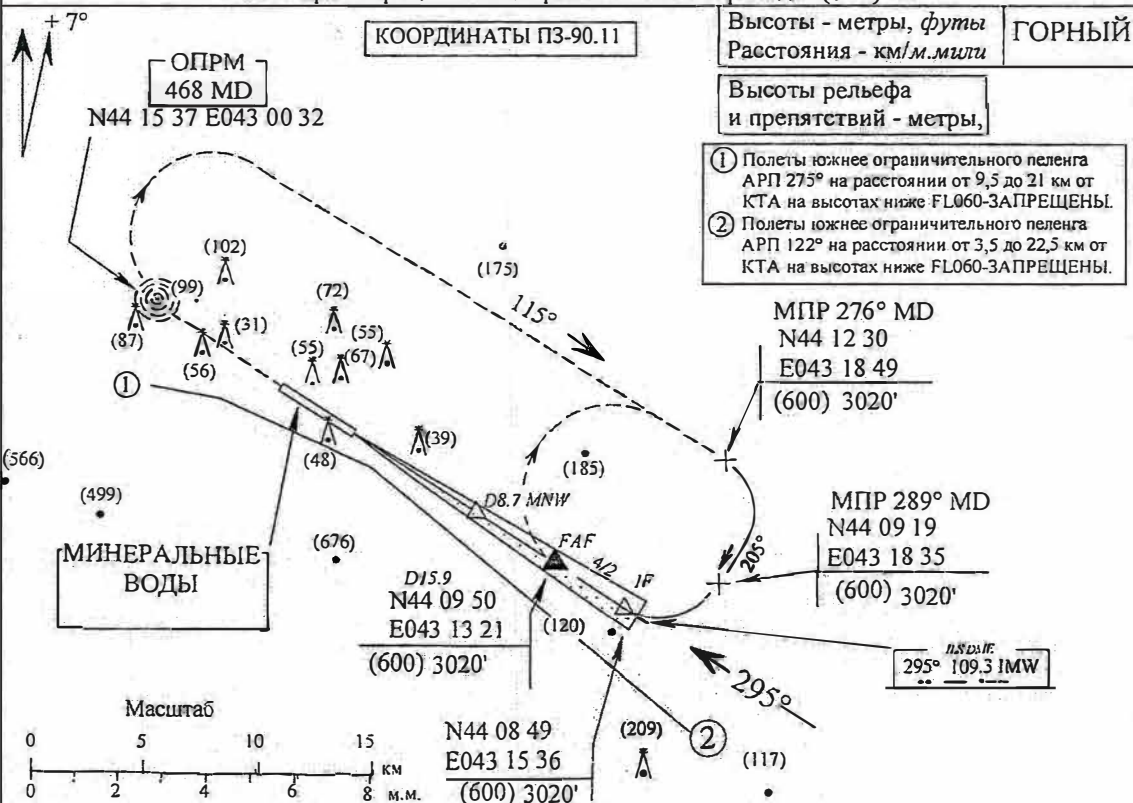 + 7°
КООРДИНАТЫ ПЗ-90.11
Высоты - метры, футы
Расстояния - км/м.мили
ГОРНЫЙ
Высоты рельефа
и препятствий - метры,
ОПРМ
468 MD
N44 15 37 E043 00 32
① Полеты южнее ограничительного пеленга
АРП 275° на расстоянии от 9,5 до 21 км от
КТА на высотах ниже FL060-ЗАПРЕЩЕНЫ.
② Полеты южнее ограничительного пеленга
АРП 122° на расстоянии от 3,5 до 22,5 км от
КТА на высотах ниже FL060-ЗАПРЕЩЕНЫ.
(102)
(175)
(99)
(72)
115°
МПР 276° MD
N44 12 30
E043 18 49
(600) 3020'
(87)
(56)
(31)
(55)
(67)
(55)
①
(48)
(39)
(185)
(566)
(499)
(676)
D8.7 MNW
FAF
4/2
IF
205°
МПР 289° MD
N44 09 19
E043 18 35
(600) 3020'
МИНЕРАЛЬНЫЕ
ВОДЫ
D15.9
N44 09 50
E043 13 21
(600) 3020'
(120)
295° 109.3 IMW
295°
Масштаб
0 5 10 15
км
0 2 4 6 8 м.м.
N44 08 49
E043 15 36
(600) 3020'
②
(209)
(117)